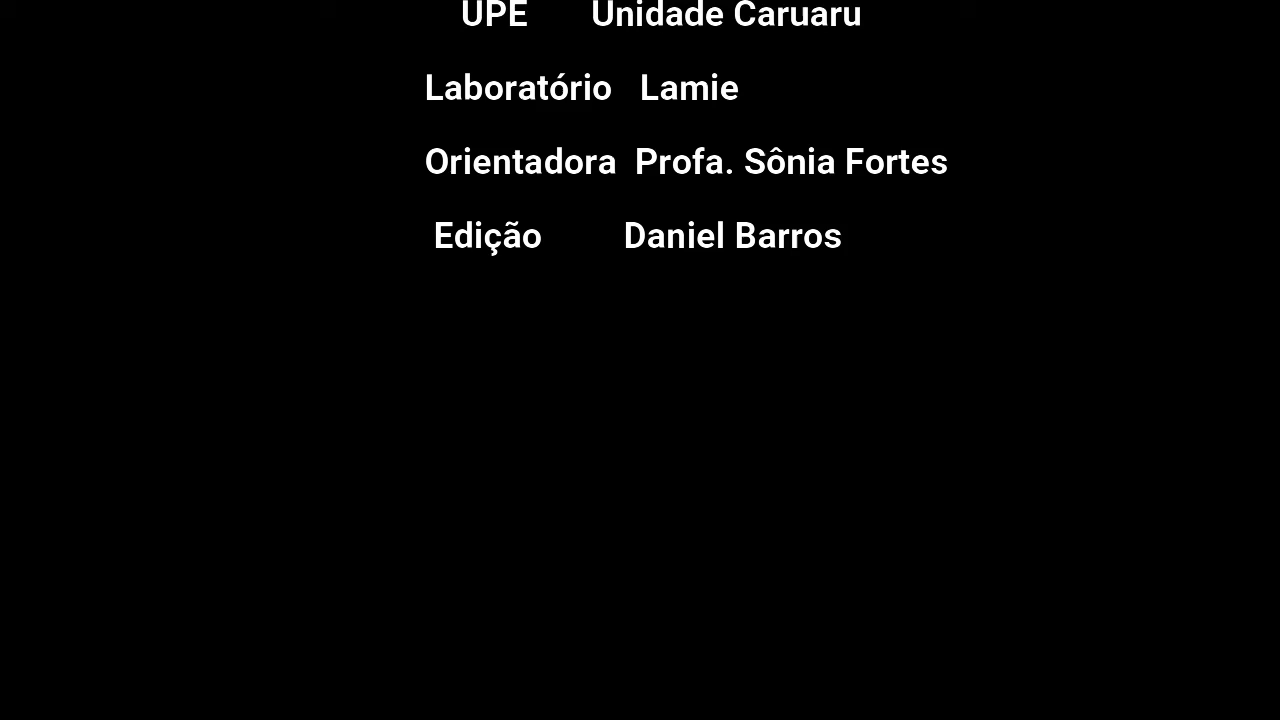 UPE Unidade Caruaru
Laboratório Lamie
Orientadora Profa. Sônia Fortes
Edição Daniel Barros